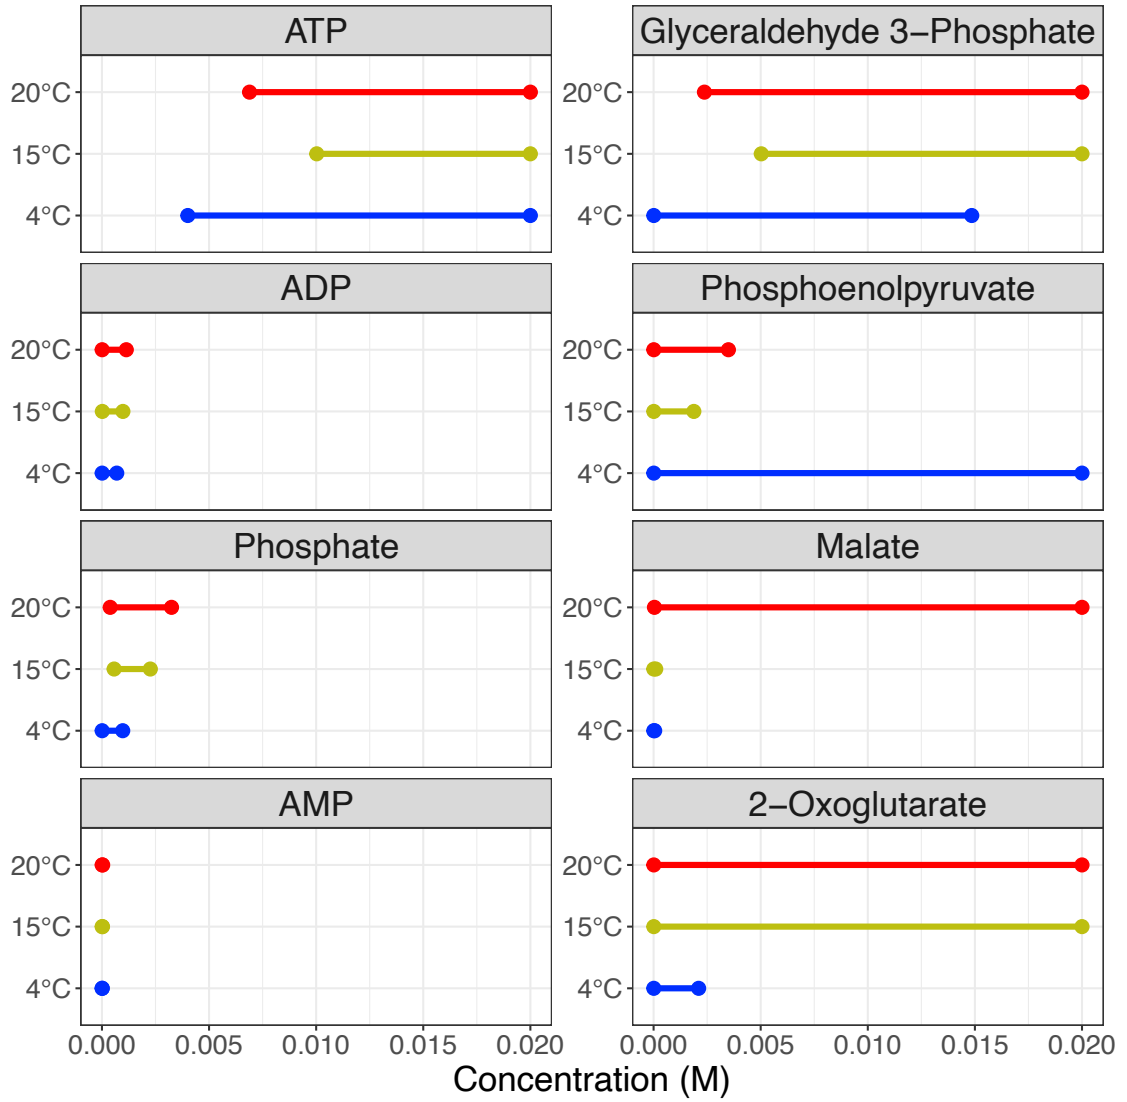 ATP
20°C
15°C
4°C
Glyceraldehyde 3−Phosphate
20°C
15°C
4°C
ADP
20°C
15°C
4°C
Phosphoenolpyruvate
20°C
15°C
4°C
Phosphate
20°C
15°C
4°C
Malate
20°C
15°C
4°C
AMP
20°C
15°C
4°C
0.000 0.005 0.010 0.015 0.020
2−Oxoglutarate
20°C
15°C
4°C
0.000 0.005 0.010 0.015 0.020
Concentration (M)